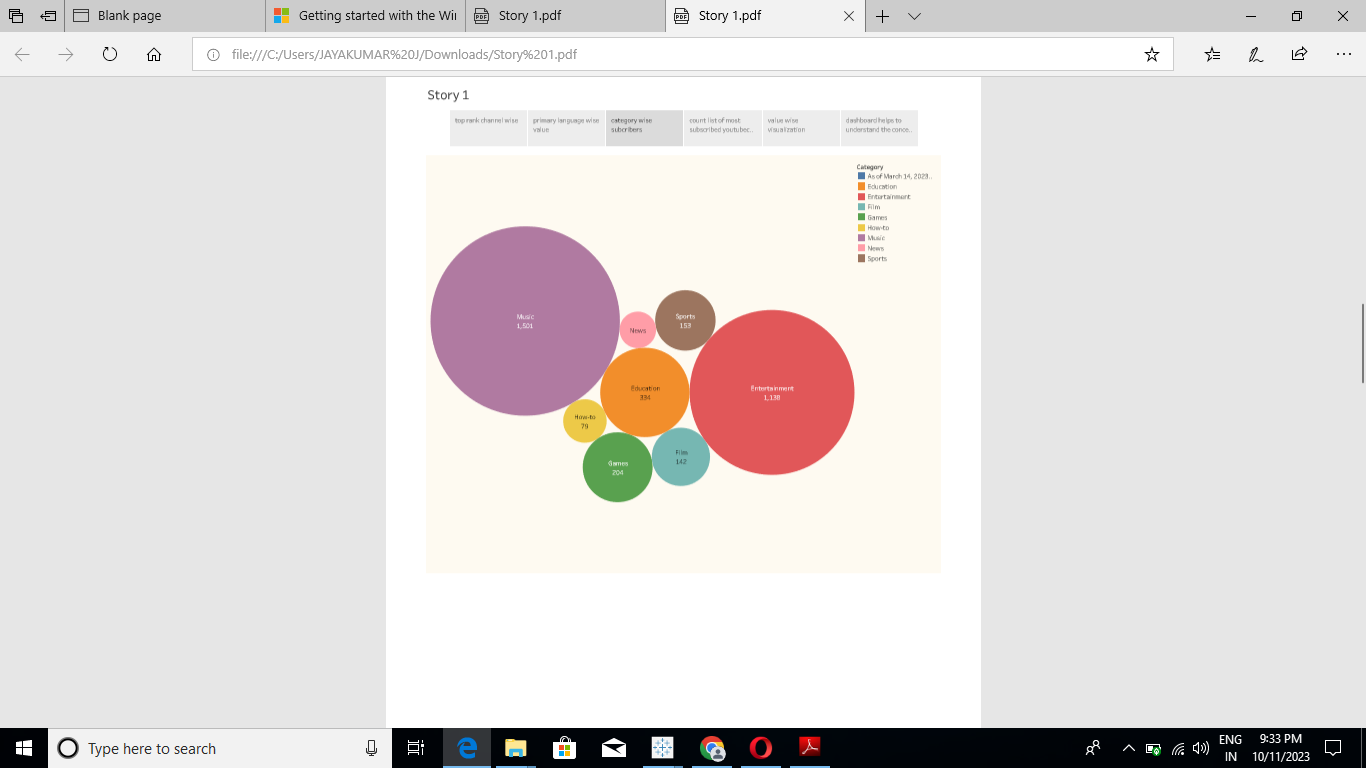 Blank page
Getting started with the Wi
Story 1.pdf
Story 1.pdf
file:///C:/Users/JAYAKUMAR%20J/Downloads/Story%201.pdf
Story 1
top rank channel wise
primary language wise
value
category wise
subcribers
count list of most
subscribed youtuber..
value wise
visualization
dashboard helps to
understand the conce..
Category
As of March 14, 2023..
Education
Entertainment
Film
Games
How-to
Music
News
Sports
Music
1,501
News
Sports
153
Education
334
Entertainment
1,138
How-to
79
Games
204
Film
142
Type here to search
ENG
IN
9:33 PM
10/11/2023